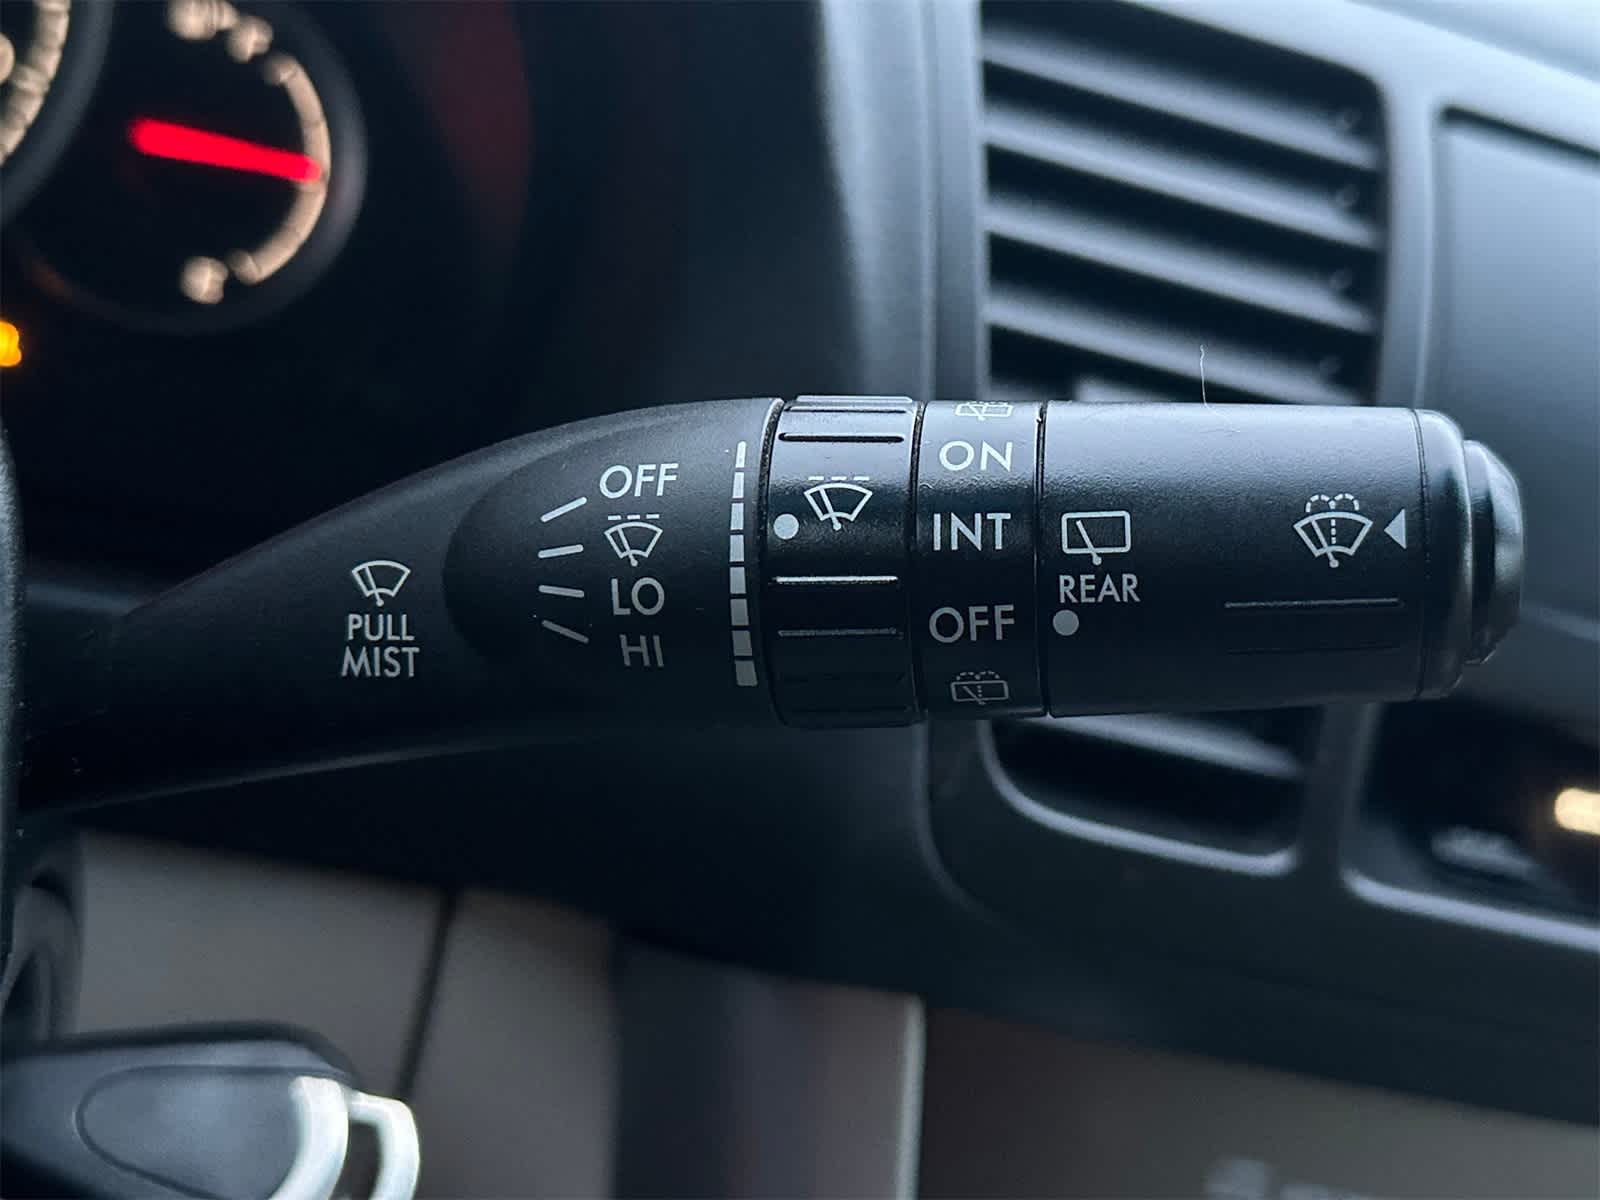 PULL
MIST
OFF
LO
HI
ON
INT
OFF
REAR